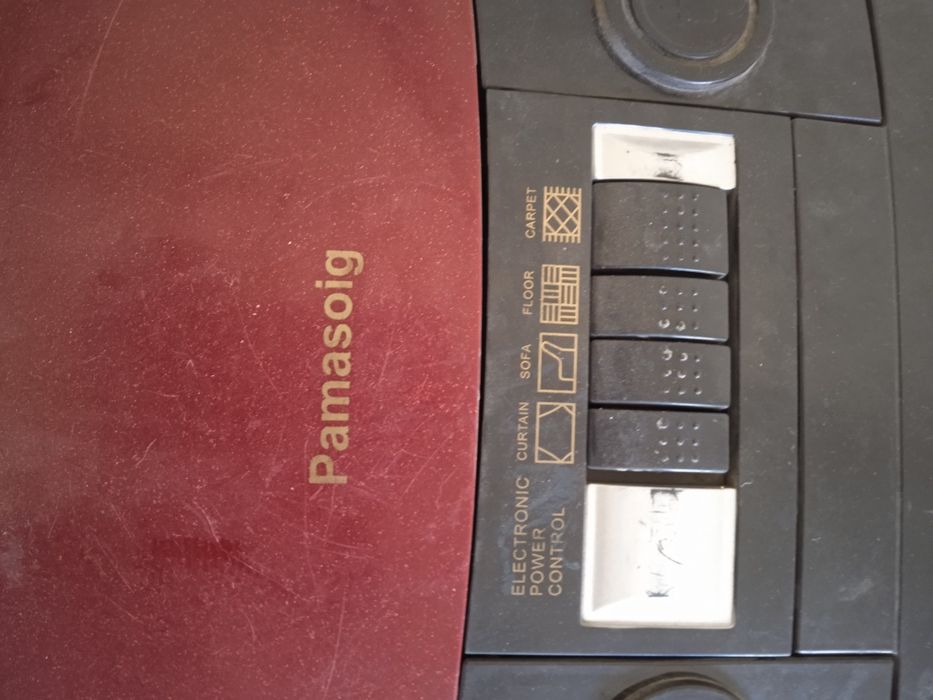 Pamasoig
ELECTRONIC
POWER
CONTROL
CURTAIN
SOFA
FLOOR
CARPET